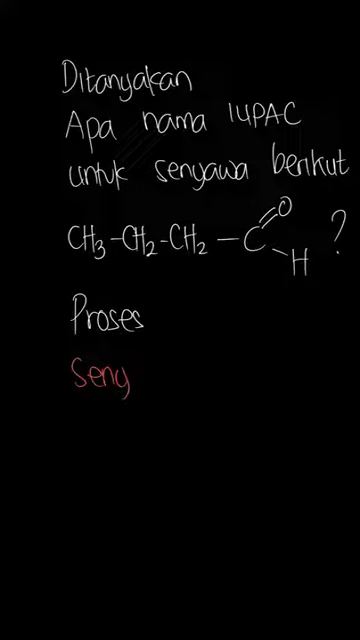 Ditanyakan
Apa nama IUPAC
untuk senyawa berikut
CH3-CH2-CH2-C=O H ?
Proses
Seny